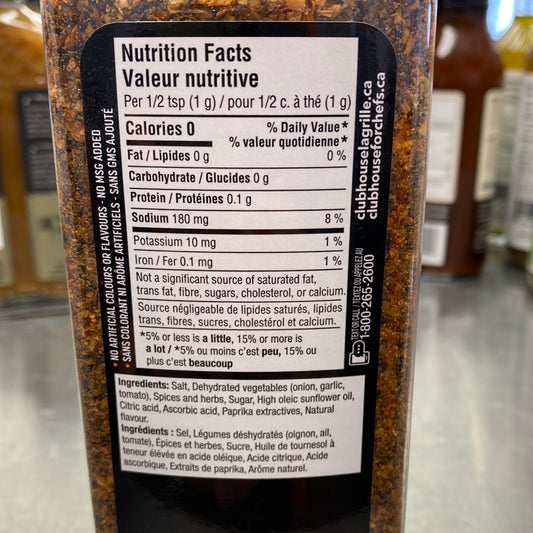 Nutrition Facts
Valeur nutritive
Per 1/2 tsp (1 g) / pour 1/2 c. à thé (1 g)
Calories 0 % Daily Value*
% valeur quotidienne*
Fat / Lipides 0 g 0 %
Carbohydrate / Glucides 0 g
Protein / Protéines 0.1 g
Sodium 180 mg 8 %
Potassium 10 mg 1 %
Iron / Fer 0.1 mg 1 %
Not a significant source of saturated fat,
trans fat, fibre, sugars, cholesterol, or calcium.
Source négligeable de lipides saturés, lipides
trans, fibres, sucres, cholestérol et calcium.
*5% or less is a little, 15% or more is
a lot / *5% ou moins c'est peu, 15% ou
plus c'est beaucoup
Ingredients: Salt, Dehydrated vegetables (onion, garlic,
tomato), Spices and herbs, Sugar, High oleic sunflower oil,
Citric acid, Ascorbic acid, Paprika extractives, Natural
flavour.
Ingrédients : Sel, Légumes déshydratés (oignon, ail,
tomate), Épices et herbes, Sucre, Huile de tournesol à
teneur élevée en acide oléique, Acide citrique, Acide
ascorbique, Extraits de paprika, Arôme naturel.
• NO ARTIFICIAL COLOURS OR FLAVOURS • NO MSG ADDED
• SANS COLORANT NI ARÔME ARTIFICIELS • SANS GMS AJOUTÉ
clubhouselagrille.ca
clubhouseforchefs.ca
TEXT OR CALL / TEXTEZ OU APPELEZ AU
1-800-265-2600